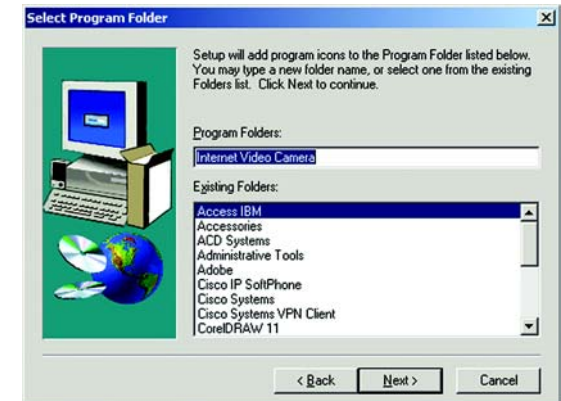 Select Program Folder
Setup will add program icons to the Program Folder listed below.
You may type a new folder name, or select one from the existing
Folders list. Click Next to continue.
Program Folders:
Internet Video Camera
Existing Folders:
Access IBM
Accessories
ACD Systems
Administrative Tools
Adobe
Cisco IP SoftPhone
Cisco Systems
Cisco Systems VPN Client
CorelDRAW 11
< Back
Next >
Cancel